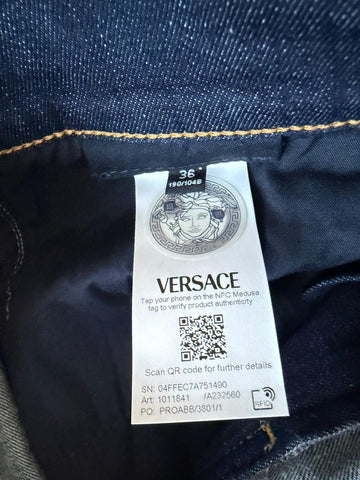 36
190/104B
VERSACE
Tap your phone on the NFC Medusa
tag to verify product authenticity
Scan QR code for further details
SN: 04FFEC7A751490
Art: 1011841 /A232560
PO: PROABB/3801/1
RFID